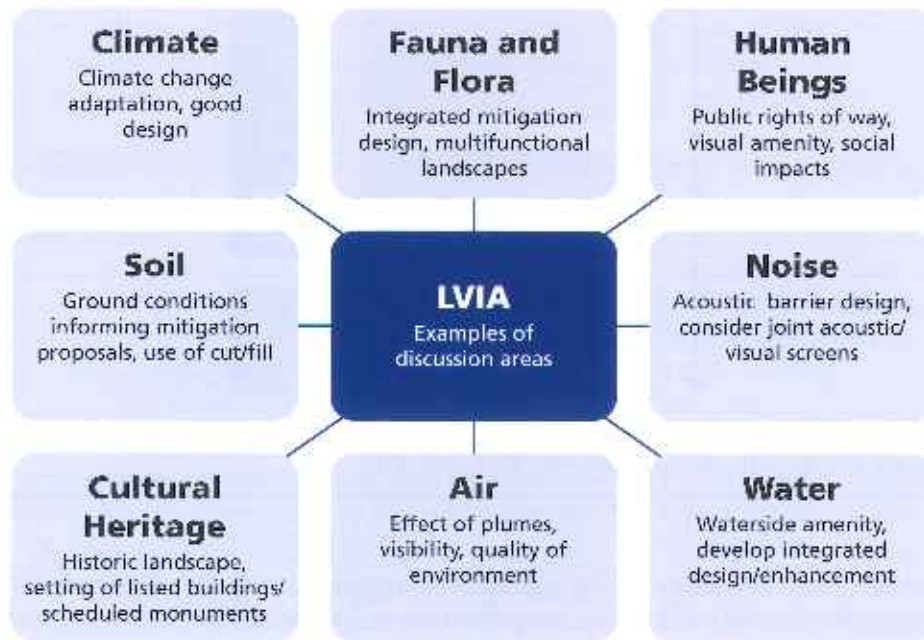 Climate
Climate change
adaptation, good
design
Fauna and
Flora
Integrated mitigation
design, multifunctional
landscapes
Human
Beings
Public rights of way,
visual amenity, social
impacts
Soil
Ground conditions
informing mitigation
proposals, use of cut/fill
LVIA
Examples of
discussion areas
Noise
Acoustic barrier design,
consider joint acoustic/
visual screens
Cultural
Heritage
Historic landscape,
setting of listed buildings/
scheduled monuments
Air
Effect of plumes,
visibility, quality of
environment
Water
Waterside amenity,
develop integrated
design/enhancement